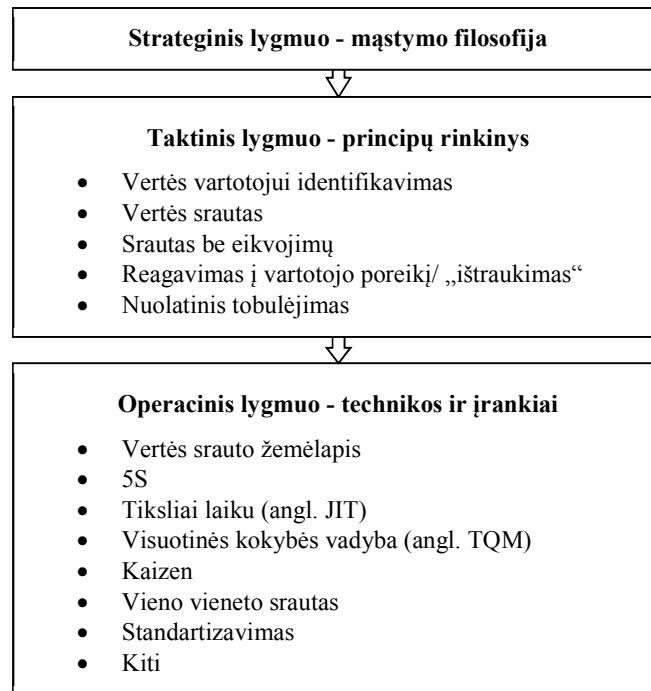 Strateginis lygmuo - mąstymo filosofija
Taktinis lygmuo - principų rinkinys
• Vertės vartotojui identifikavimas
• Vertės srautas
• Srautas be eikvojimų
• Reagavimas į vartotojo poreikį/ „ištraukimas“
• Nuolatinis tobulėjimas
Operacinis lygmuo - technikos ir įrankiai
• Vertės srauto žemėlapis
• 5S
• Tiksliai laiku (angl. JIT)
• Visuotinės kokybės vadyba (angl. TQM)
• Kaizen
• Vieno vieneto srautas
• Standartizavimas
• Kiti